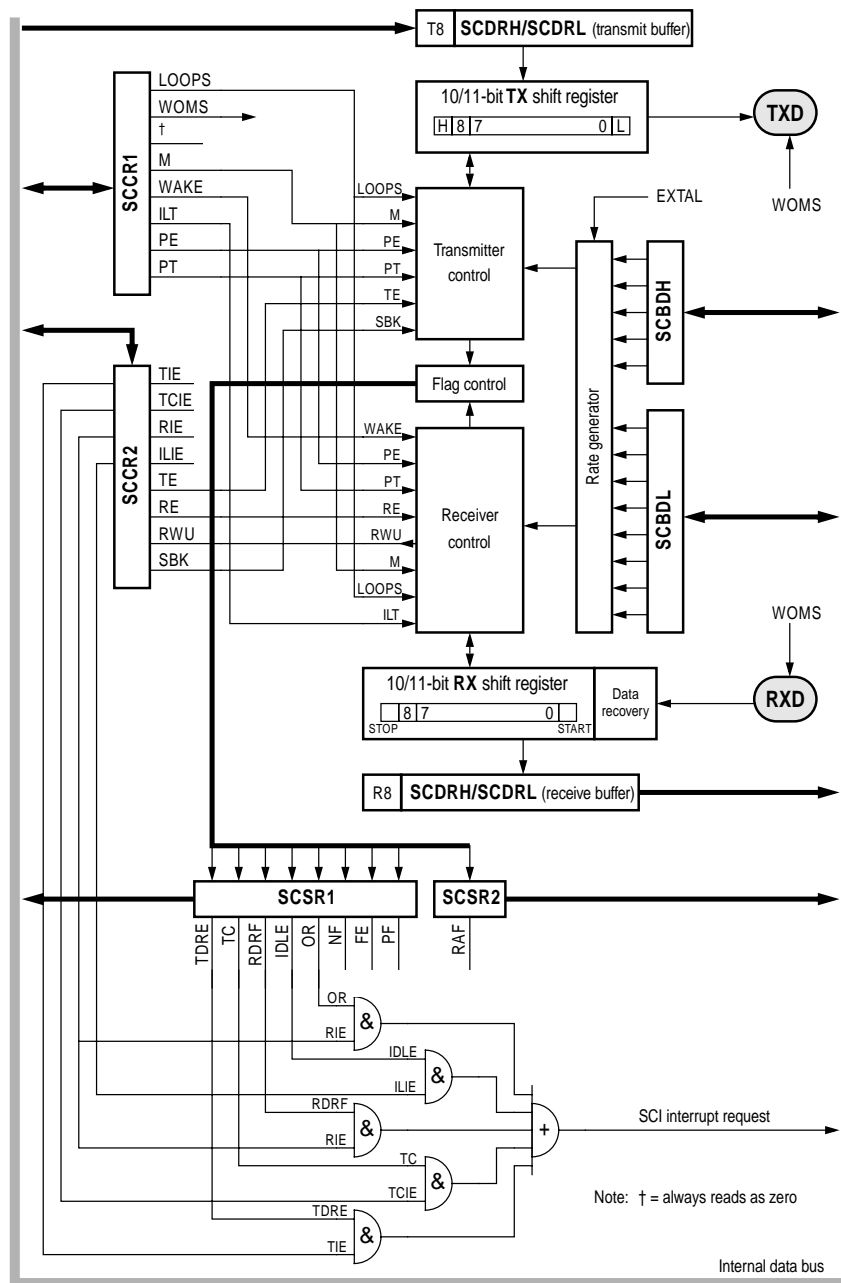 T8 SCDRH/SCDRL (transmit buffer)
10/11-bit TX shift register
H 8 7 0 L
TXD
WOMS
SCCR1
LOOPS
WOMS
†
M
WAKE
ILT
PE
PT
LOOPS
M
PE
PT
TE
SBK
Transmitter
control
EXTAL
Rate generator
SCBDH
SCBDL
Flag control
SCCR2
TIE
TCIE
RIE
ILIE
TE
RE
RWU
SBK
WAKE
PE
PT
RE
RWU
M
LOOPS
ILT
Receiver
control
WOMS
RXD
10/11-bit RX shift register
8 7 0
STOP START
Data
recovery
R8 SCDRH/SCDRL (receive buffer)
SCSR1
SCSR2
TDRE
TC
RDRF
IDLE
OR
NF
FE
PF
RAF
OR
&
RIE
IDLE
&
ILIE
RDRF
&
RIE
+
SCI interrupt request
TC
&
TCIE
Note: † = always reads as zero
TDRE
&
TIE
Internal data bus